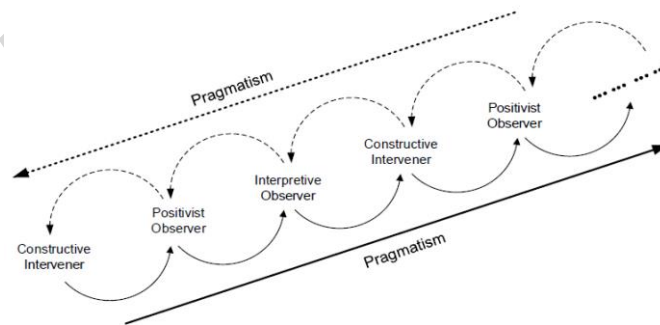 Pragmatism
Positivist
Observer
Constructive
Intervener
Interpretive
Observer
Positivist
Observer
Constructive
Intervener
Pragmatism